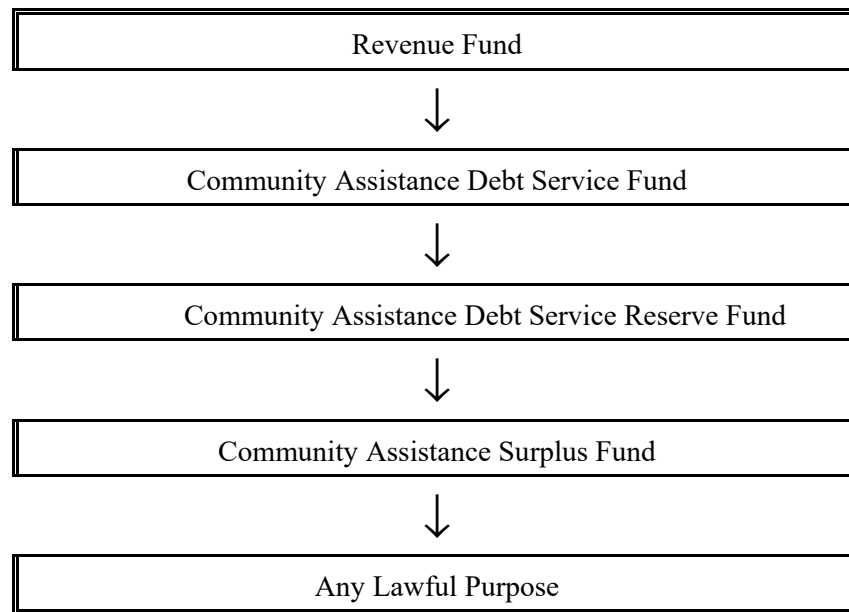 Revenue Fund
Community Assistance Debt Service Fund
Community Assistance Debt Service Reserve Fund
Community Assistance Surplus Fund
Any Lawful Purpose